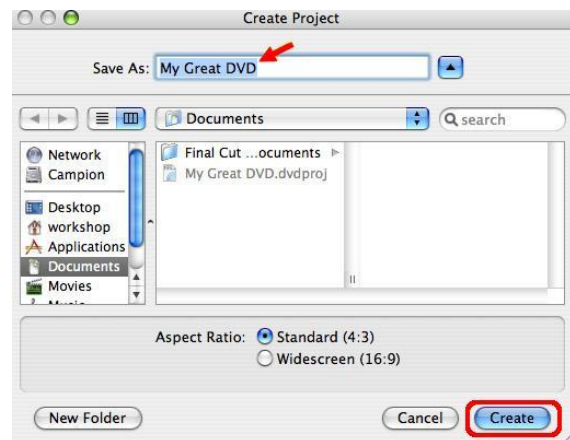 Create Project
Save As: My Great DVD
Documents
search
Network
Campion
Desktop
workshop
Applications
Documents
Movies
Final Cut ...ocuments
My Great DVD.dvdproj
Aspect Ratio: Standard (4:3)
Widescreen (16:9)
New Folder Cancel Create